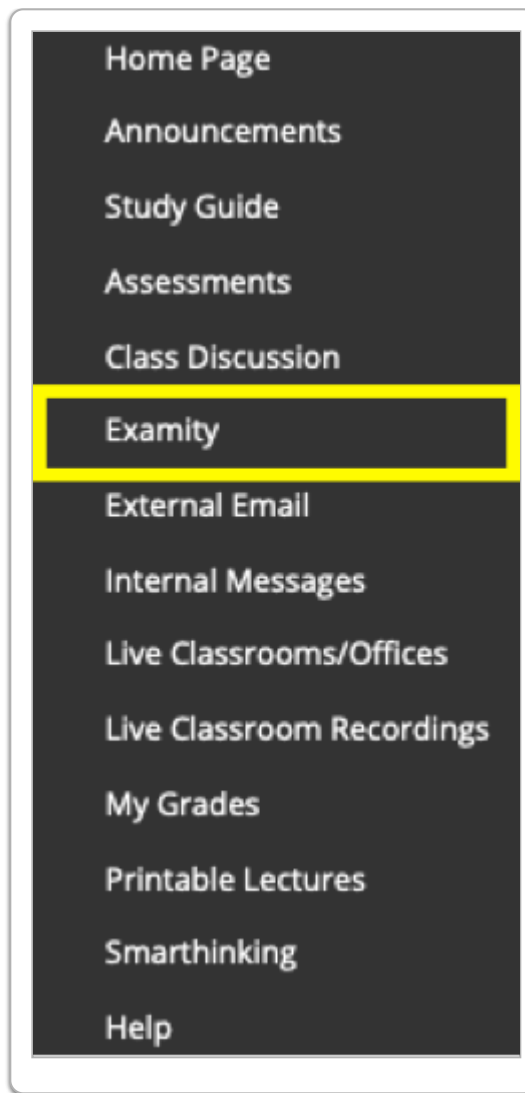 Home Page
Announcements
Study Guide
Assessments
Class Discussion
Examity
External Email
Internal Messages
Live Classrooms/Offices
Live Classroom Recordings
My Grades
Printable Lectures
Smarthinking
Help